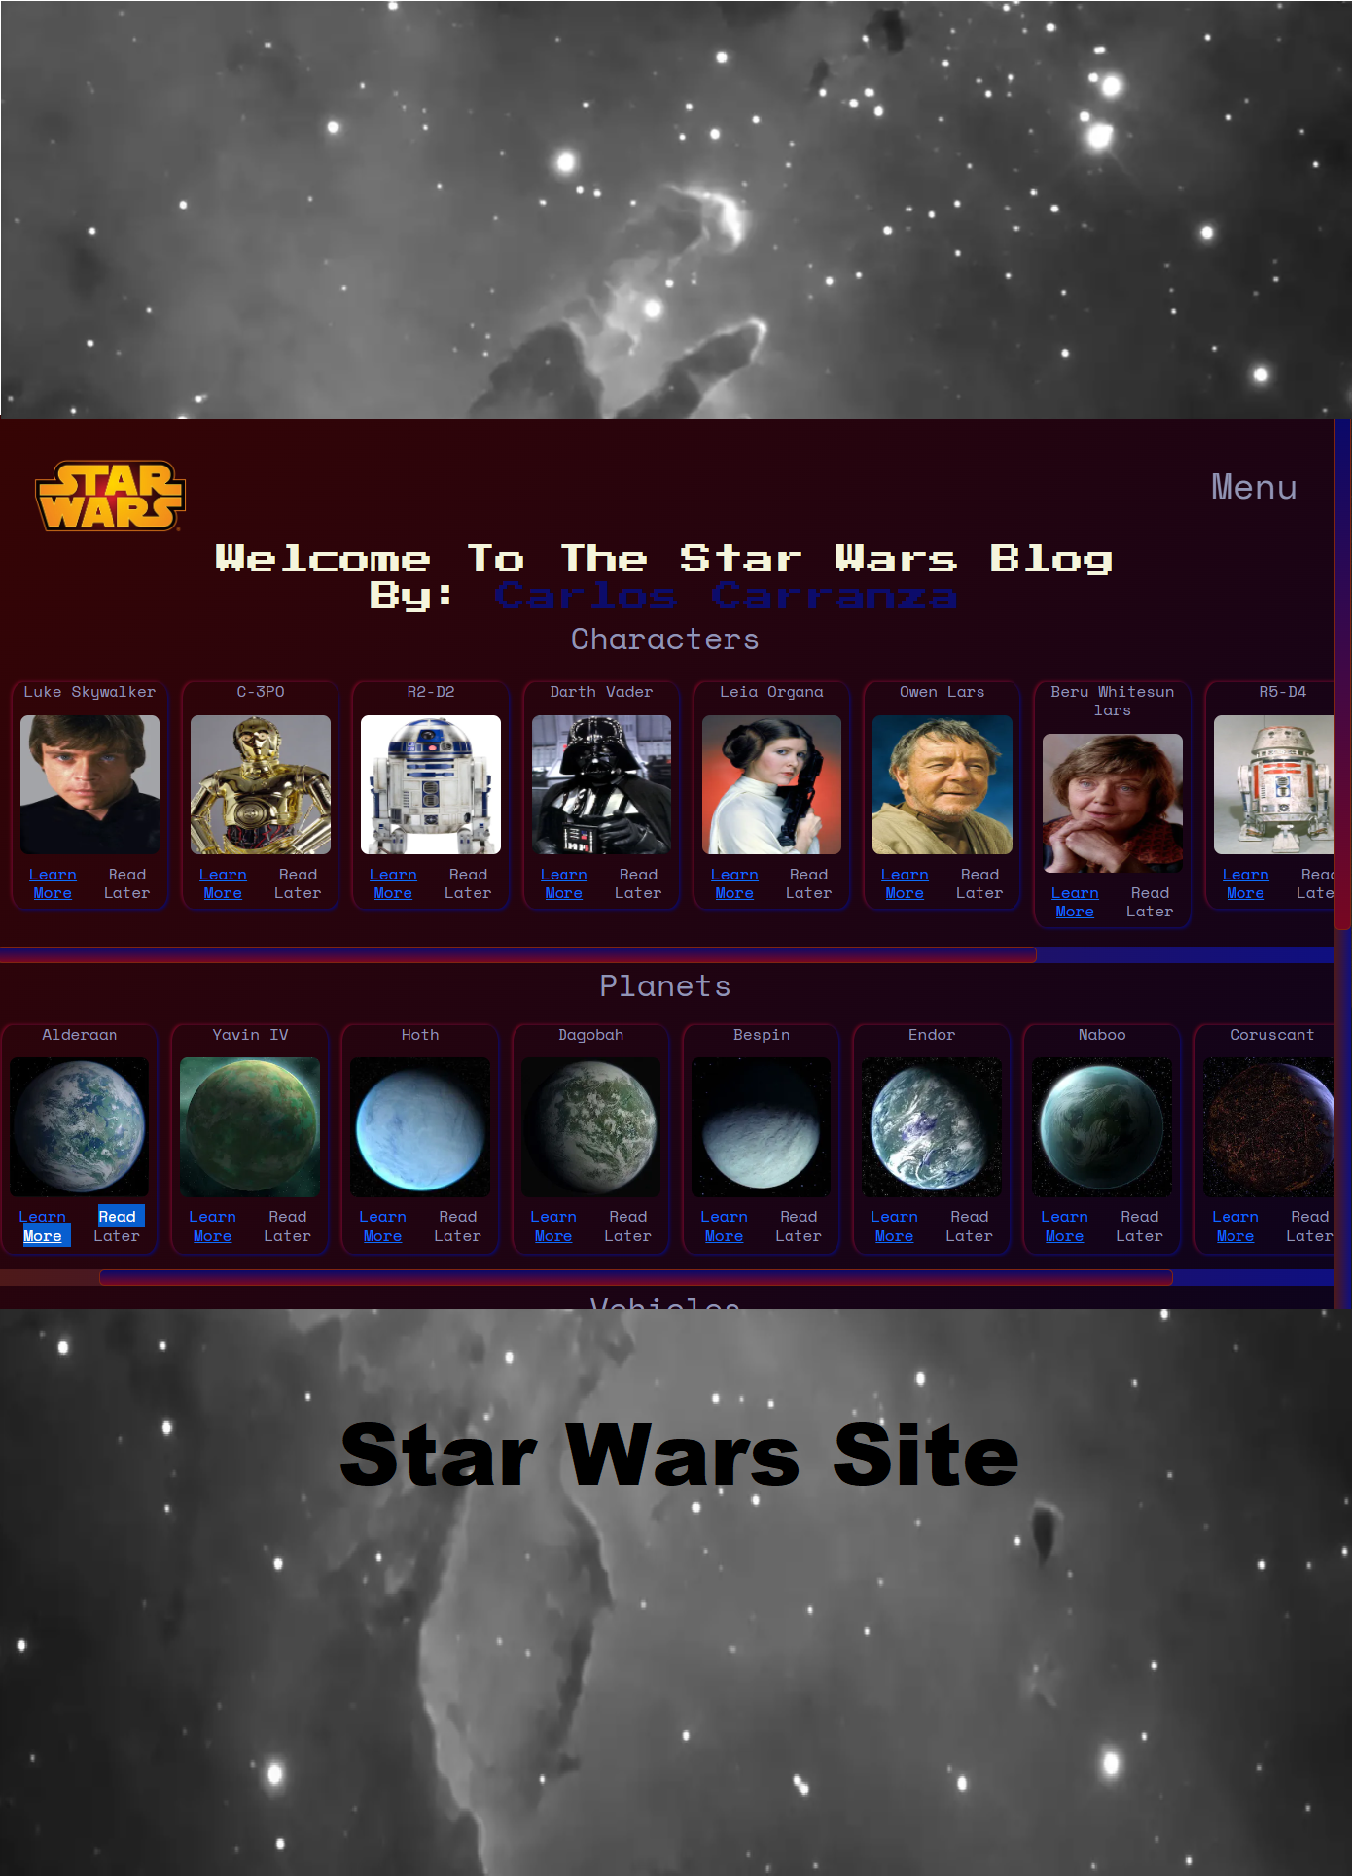 STAR
WARS
Menu
Welcome To The Star Wars Blog
By: Carlos Carranza
Characters
Luke Skywalker
C-3PO
R2-D2
Darth Vader
Leia Organa
Owen Lars
Beru Whitesun
lars
R5-D4
Learn
More
Read
Later
Learn
More
Read
Later
Learn
More
Read
Later
Learn
More
Read
Later
Learn
More
Read
Later
Learn
More
Read
Later
Learn
More
Read
Later
Learn
More
Read
Late
Planets
Alderaan
Yavin IV
Hoth
Dagobah
Bespin
Endor
Naboo
Coruscant
Learn
More
Read
Later
Learn
More
Read
Later
Learn
More
Read
Later
Learn
More
Read
Later
Learn
More
Read
Later
Learn
More
Read
Later
Learn
More
Read
Later
Learn
More
Read
Later
Vehicles
Star Wars Site